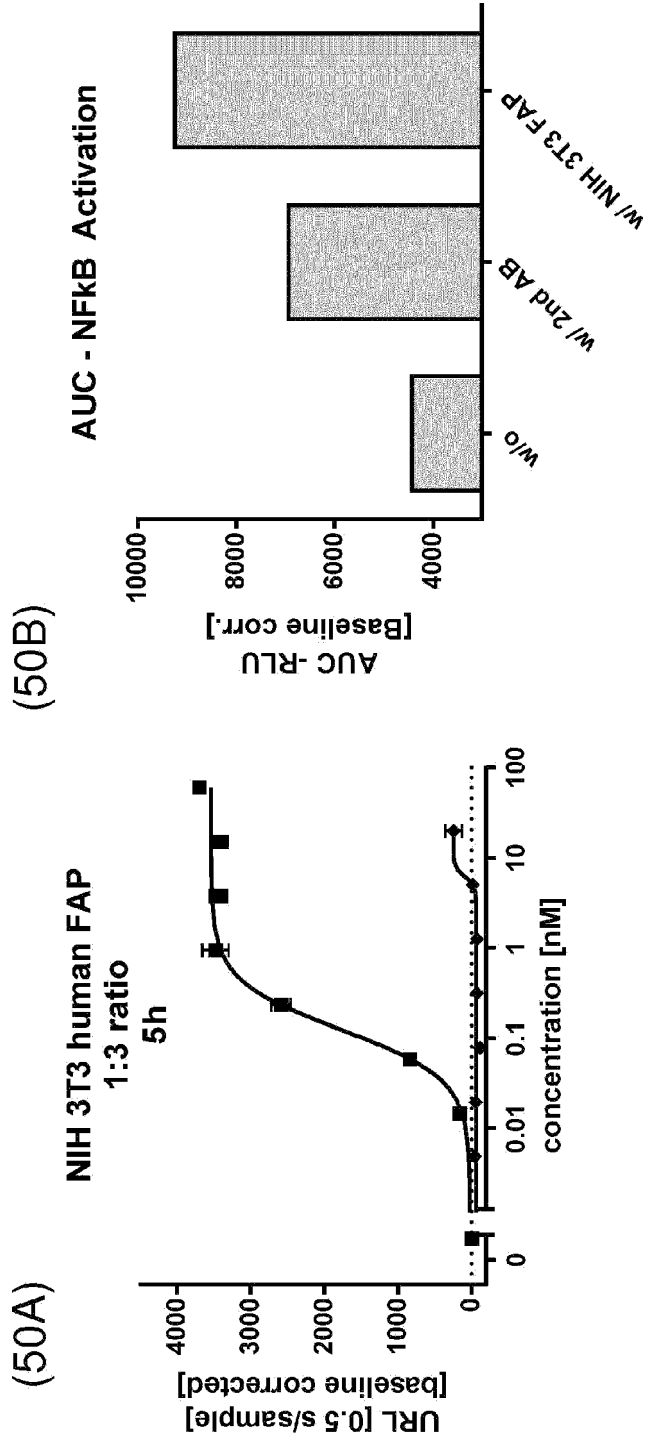 (50A)
NIH 3T3 human FAP
1:3 ratio
5h
URL [0.5 s/sample]
[baseline corrected]
4000
3000
2000
1000
0
0
0.01
0.1
1
10
100
concentration [nM]
(50B)
AUC - NFkB Activation
AUC -RLU
[Baseline corr.]
10000
8000
6000
4000
w/o
w/ 2nd AB
w/ NIH 3T3 FAP